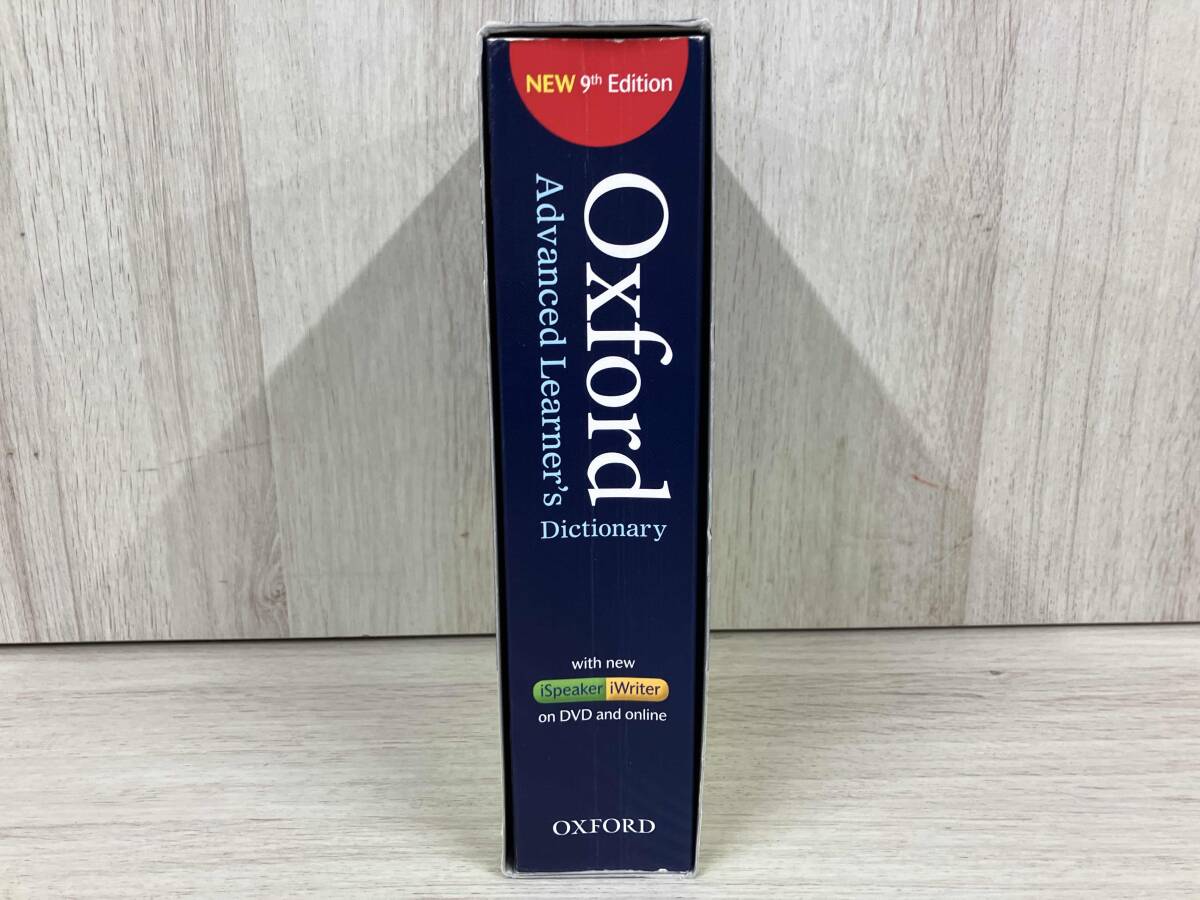 NEW 9th Edition
Oxford
Advanced Learner's
Dictionary
with new
iSpeaker iWriter
on DVD and online
OXFORD